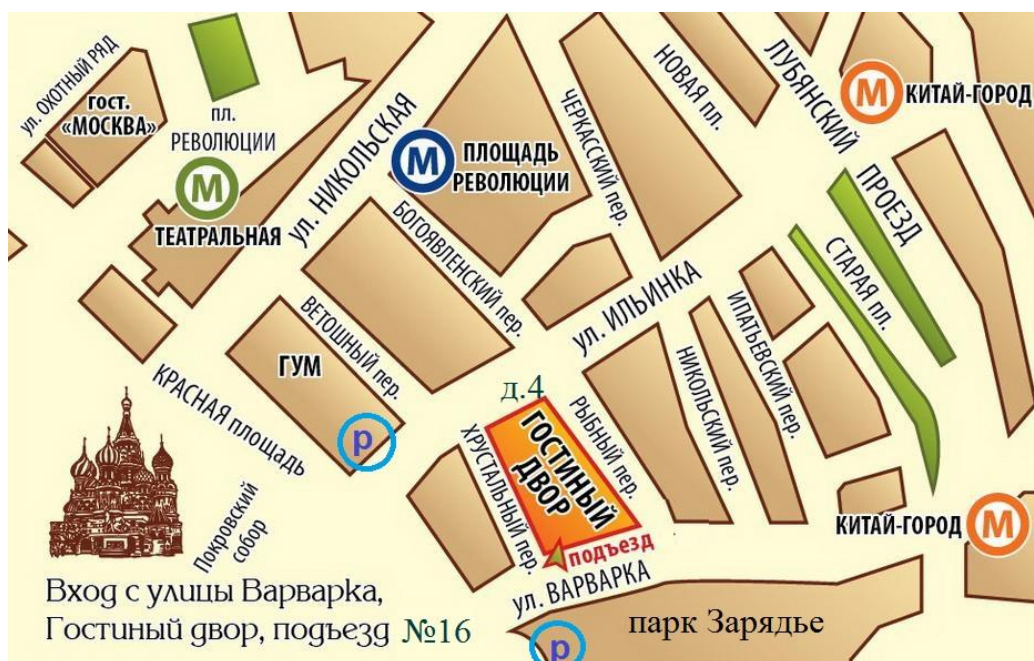 ул. ОХОТНЫЙ РЯД
ГОСТ.
«МОСКВА»
пл.
РЕВОЛЮЦИИ
М
ТЕАТРАЛЬНАЯ
ул. НИКОЛЬСКАЯ
М
ПЛОЩАДЬ
РЕВОЛЮЦИИ
ЧЕРКАССКИЙ пер.
НОВАЯ пл.
ЛУБЯНСКИЙ
ПРОЕЗД
М
КИТАЙ-ГОРОД
БОГОЯВЛЕНСКИЙ пер.
ВЕТОШНЫЙ пер.
ГУМ
р
КРАСНАЯ площадь
ул. ИЛЬИНКА
СТАРАЯ пл.
ИПАТЬЕВСКИЙ пер.
НИКОЛЬСКИЙ пер.
РЫБНЫЙ пер.
д.4
ГОСТИНЫЙ
ДВОР
ХРУСТАЛЬНЫЙ пер.
подъезд
ул. ВАРВАРКА
КИТАЙ-ГОРОД
М
Покровский
собор
Вход с улицы Варварка,
Гостиный двор, подъезд №16
р
парк Зарядье